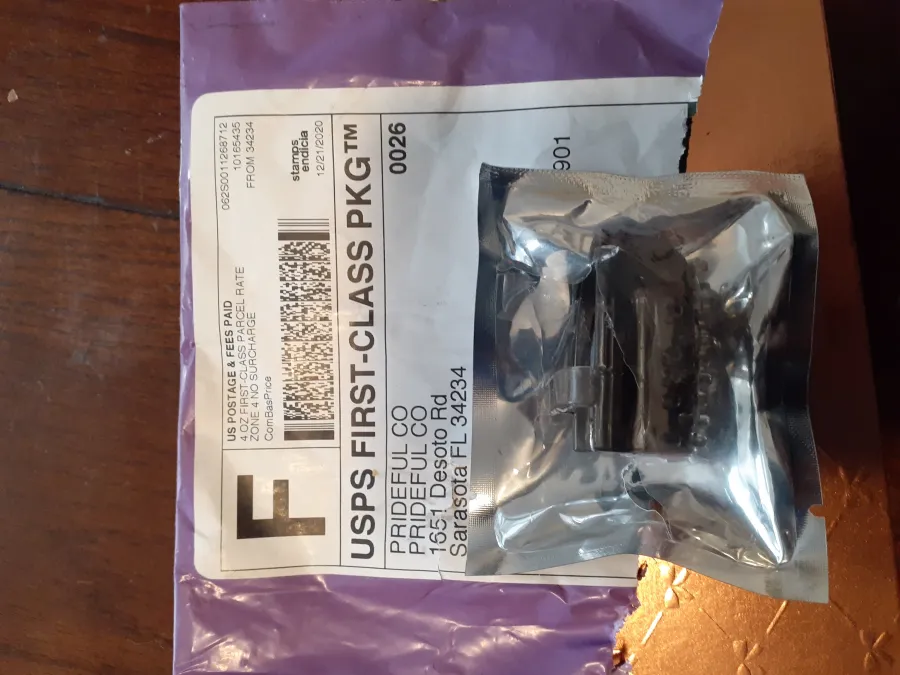 F
US POSTAGE & FEES PAID
4 OZ FIRST-CLASS PARCEL RATE
ZONE 4 NO SURCHARGE
ComBasPrice
062S0011268712
10165435
FROM 34234
stamps
endicia
12/21/2020
USPS FIRST-CLASS PKG™
PRIDEFUL CO
PRIDEFUL CO
1651 Desoto Rd
Sarasota FL 34234
0026
901